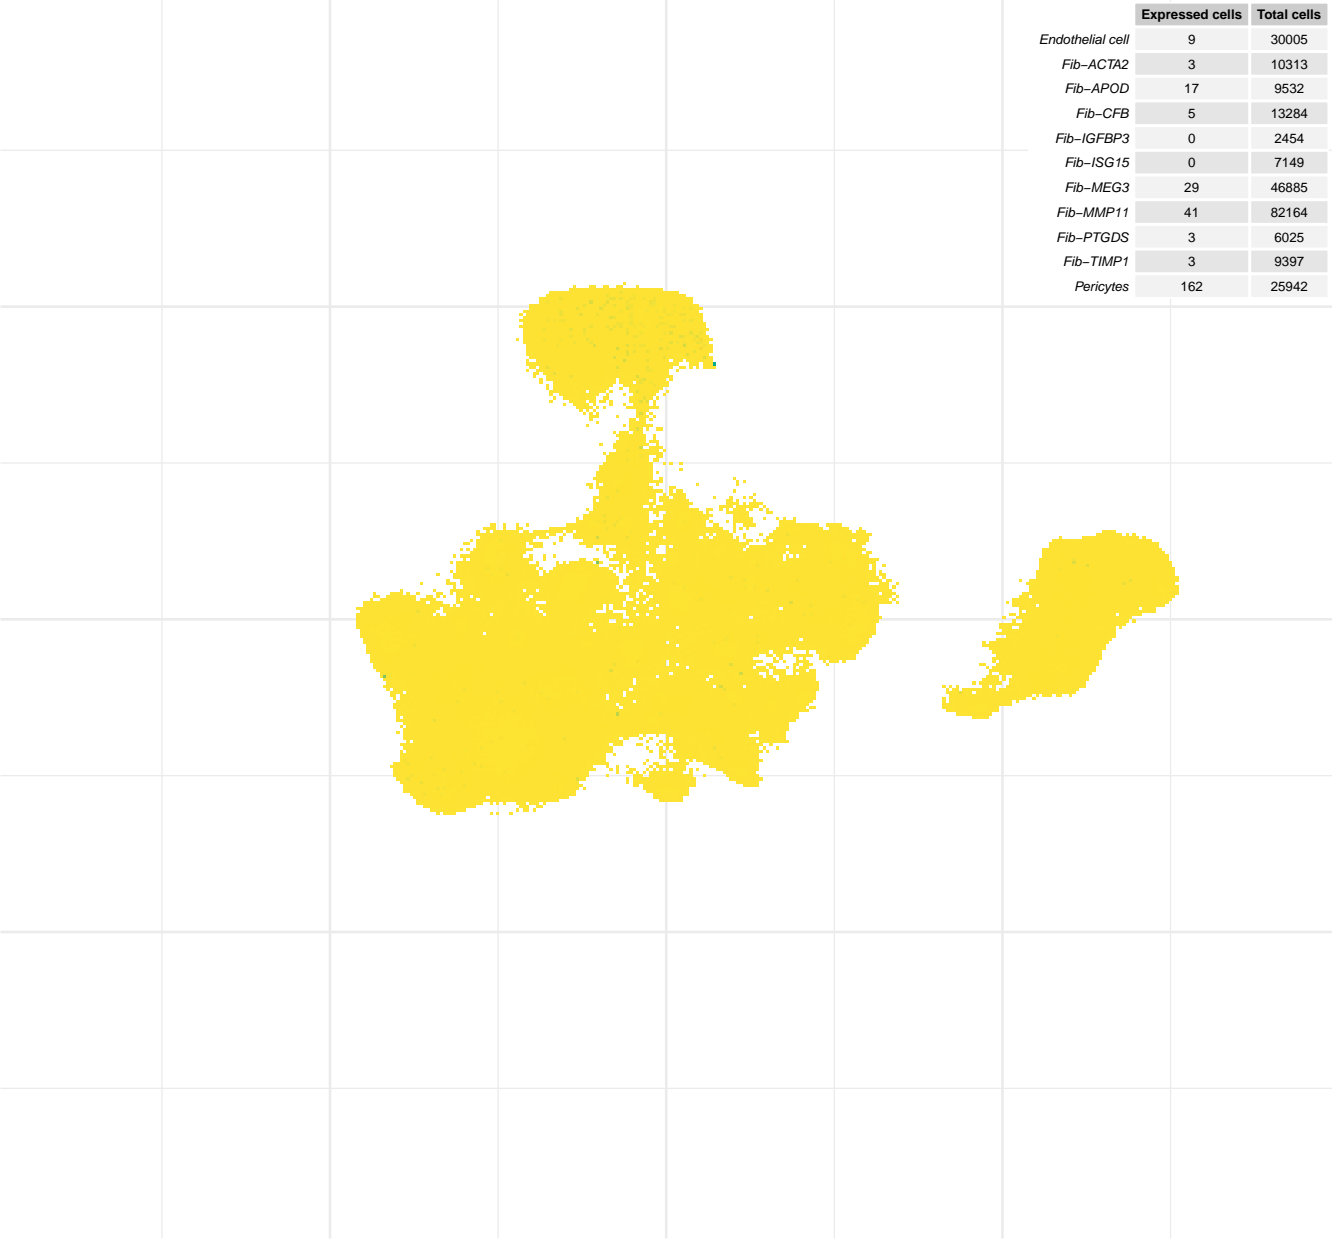 Expressed cells Total cells
Endothelial cell 9 30005
Fib−ACTA2 3 10313
Fib−APOD 17 9532
Fib−CFB 5 13284
Fib−IGFBP3 0 2454
Fib−ISG15 0 7149
Fib−MEG3 29 46885
Fib−MMP11 41 82164
Fib−PTGDS 3 6025
Fib−TIMP1 3 9397
Pericytes 162 25942